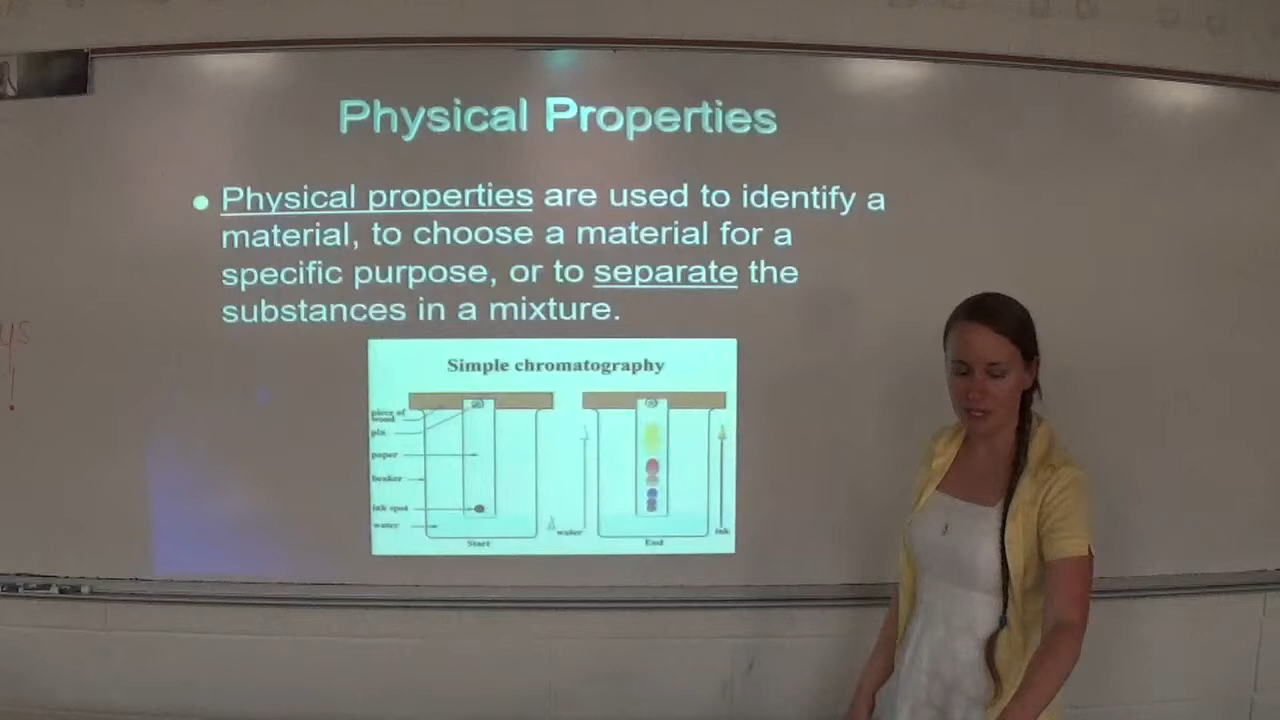 Physical Properties
• Physical properties are used to identify a
material, to choose a material for a
specific purpose, or to separate the
substances in a mixture.
Simple chromatography
piece of
wood
pin
paper
beaker
ink spot
water
Start
water
End
ink
ys